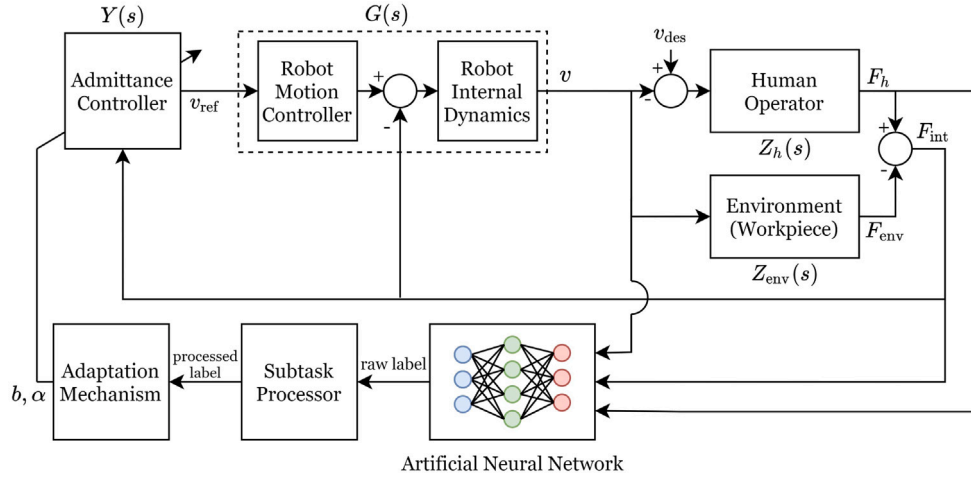 Y(s)
G(s)
Admittance
Controller
v_ref
Robot
Motion
Controller
+
-
Robot
Internal
Dynamics
v
v_des
+
-
Human
Operator
Z_h(s)
F_h
+
-
F_int
Environment
(Workpiece)
Z_env(s)
F_env
b, α
Adaptation
Mechanism
processed
label
Subtask
Processor
raw label
Artificial Neural Network